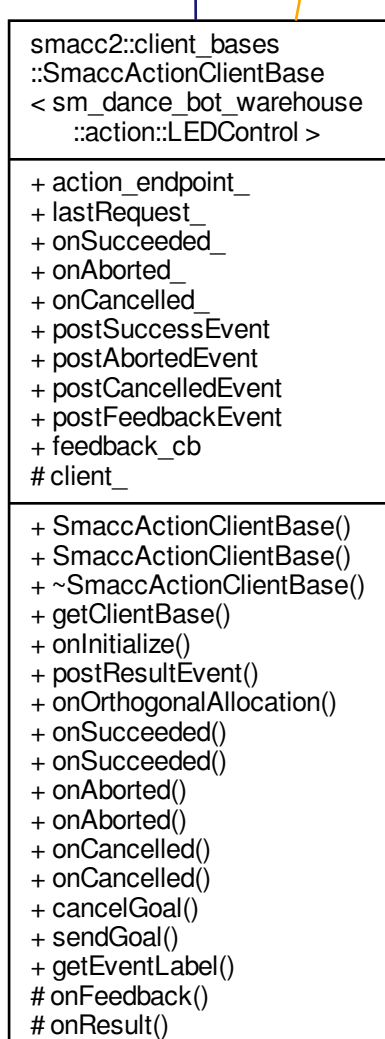 smacc2::client_bases
::SmaccActionClientBase
< sm_dance_bot_warehouse
::action::LEDControl >
+ action_endpoint_
+ lastRequest_
+ onSucceeded_
+ onAborted_
+ onCancelled_
+ postSuccessEvent
+ postAbortedEvent
+ postCancelledEvent
+ postFeedbackEvent
+ feedback_cb
# client_
+ SmaccActionClientBase()
+ SmaccActionClientBase()
+ ~SmaccActionClientBase()
+ getClientBase()
+ onInitialize()
+ postResultEvent()
+ onOrthogonalAllocation()
+ onSucceeded()
+ onSucceeded()
+ onAborted()
+ onAborted()
+ onCancelled()
+ onCancelled()
+ cancelGoal()
+ sendGoal()
+ getEventLabel()
# onFeedback()
# onResult()